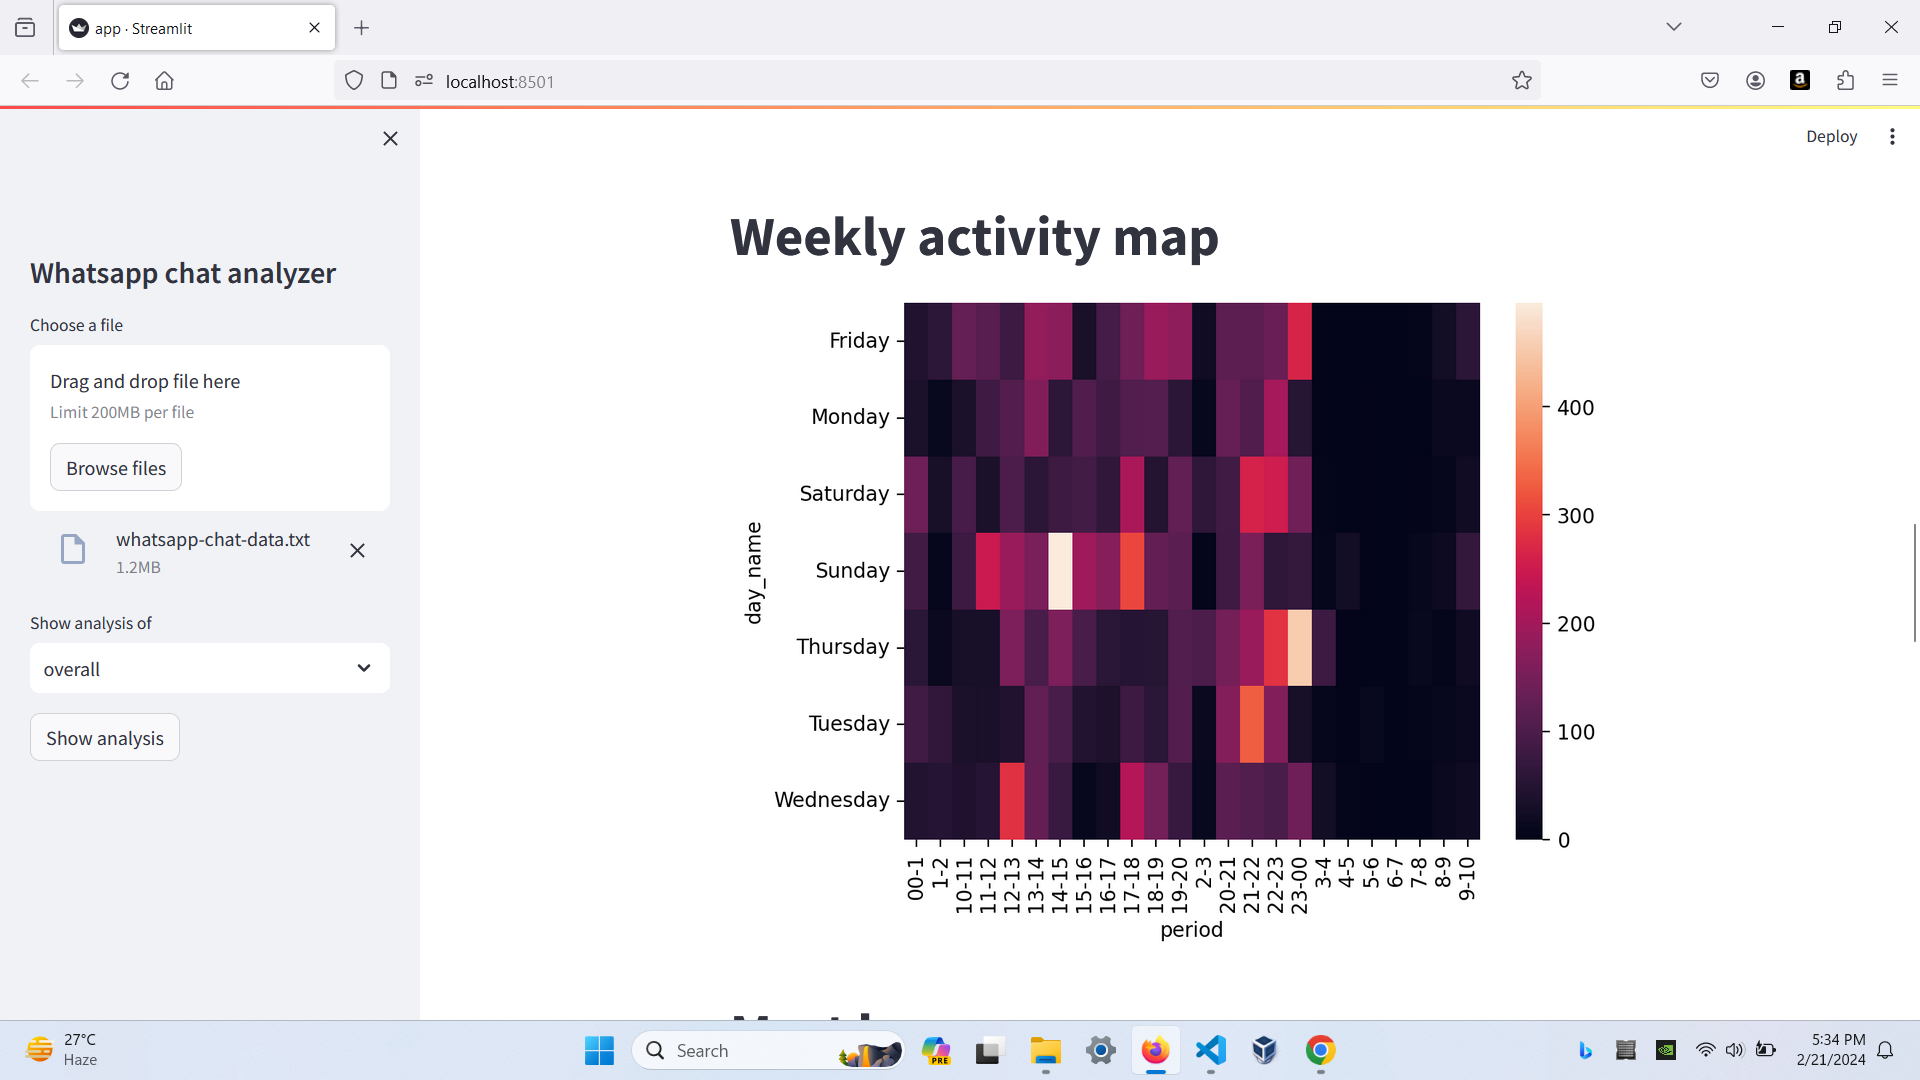 app · Streamlit
localhost:8501
Deploy
Whatsapp chat analyzer
Choose a file
Drag and drop file here
Limit 200MB per file
Browse files
whatsapp-chat-data.txt
1.2MB
Show analysis of
overall
Show analysis
Weekly activity map
day_name
Friday
Monday
Saturday
Sunday
Thursday
Tuesday
Wednesday
00-1
1-2
10-11
11-12
12-13
13-14
14-15
15-16
16-17
17-18
18-19
19-20
2-3
20-21
21-22
22-23
23-00
3-4
4-5
5-6
6-7
7-8
8-9
9-10
period
400
300
200
100
0
27°C
Haze
Search
PRE
5:34 PM
2/21/2024